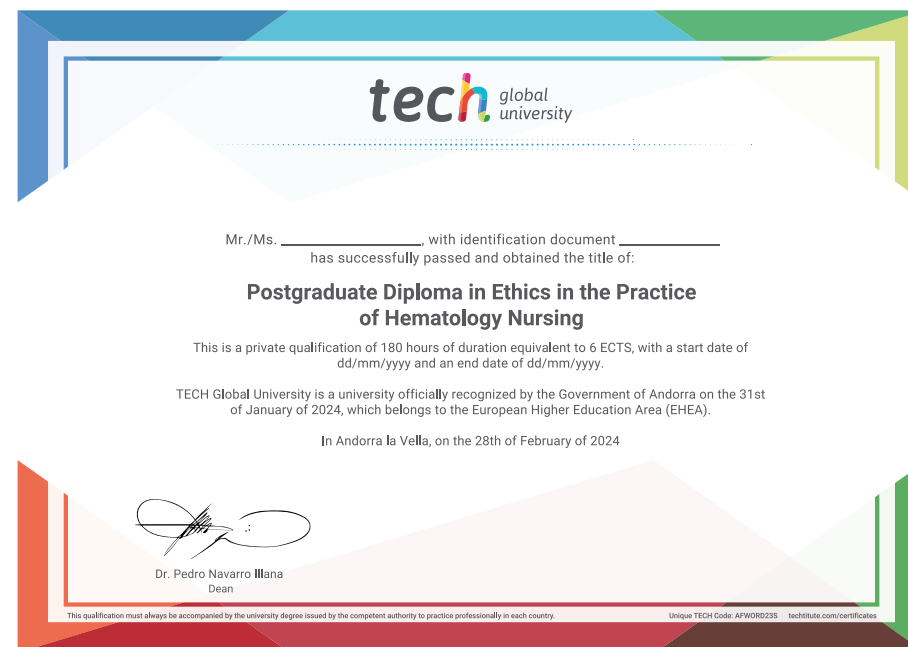 tech global university
Mr./Ms. ____________________, with identification document ______________
has successfully passed and obtained the title of:
Postgraduate Diploma in Ethics in the Practice
of Hematology Nursing
This is a private qualification of 180 hours of duration equivalent to 6 ECTS, with a start date of
dd/mm/yyyy and an end date of dd/mm/yyyy.
TECH Global University is a university officially recognized by the Government of Andorra on the 31st
of January of 2024, which belongs to the European Higher Education Area (EHEA).
In Andorra la Vella, on the 28th of February of 2024
Dr. Pedro Navarro Illana
Dean
This qualification must always be accompanied by the university degree issued by the competent authority to practice professionally in each country. Unique TECH Code: AFWORD23S techtitute.com/certificates